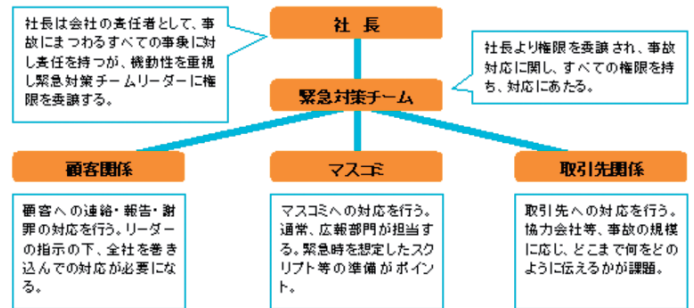 社長は会社の責任者として、事
故にまつわるすべての事象に対
し責任を持つが、機動性を重視
し緊急対策チームリーダーに権
限を委譲する。
社 長
社長より権限を委譲され、事故
対応に関し、すべての権限を持
ち、対応にあたる。
緊急対策チーム
顧客関係
マスコミ
取引先関係
顧客への連絡・報告・謝
罪の対応を行う。リーダー
の指示の下、全社を巻き
込んでの対応が必要にな
る。
マスコミへの対応を行う。
通常、広報部門が担当す
る。緊急時を想定したスク
リプト等の準備がポイン
ト。
取引先への対応を行う。
協力会社等、事故の規模
に応じ、どこまで何をどの
ように伝えるかが課題。